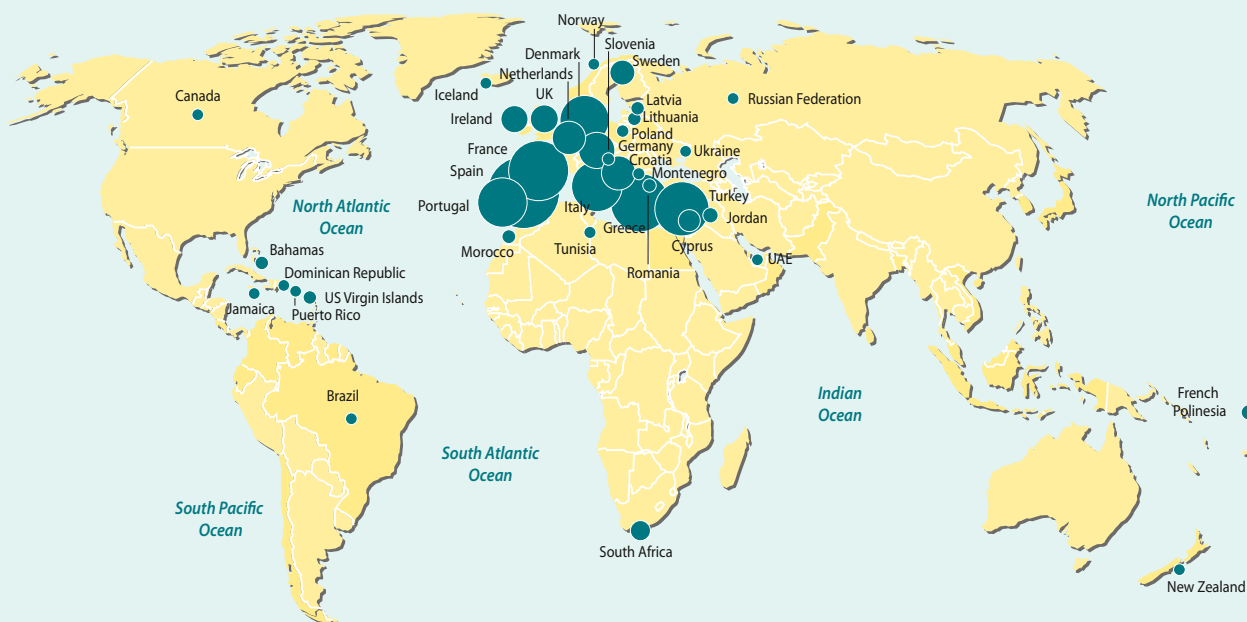 Norway
Slovenia
Denmark
Sweden
Netherlands
Iceland
UK
Canada
Latvia
Russian Federation
Ireland
Lithuania
Poland
France
Germany
Ukraine
Croatia
Spain
Montenegro
Portugal
Italy
Turkey
North Atlantic
Ocean
North Pacific
Ocean
Jordan
Greece
Morocco
Tunisia
Cyprus
Bahamas
UAE
Romania
Dominican Republic
Jamaica
US Virgin Islands
Puerto Rico
Brazil
Indian
Ocean
French
Polinesia
South Atlantic
Ocean
South Pacific
Ocean
South Africa
New Zealand